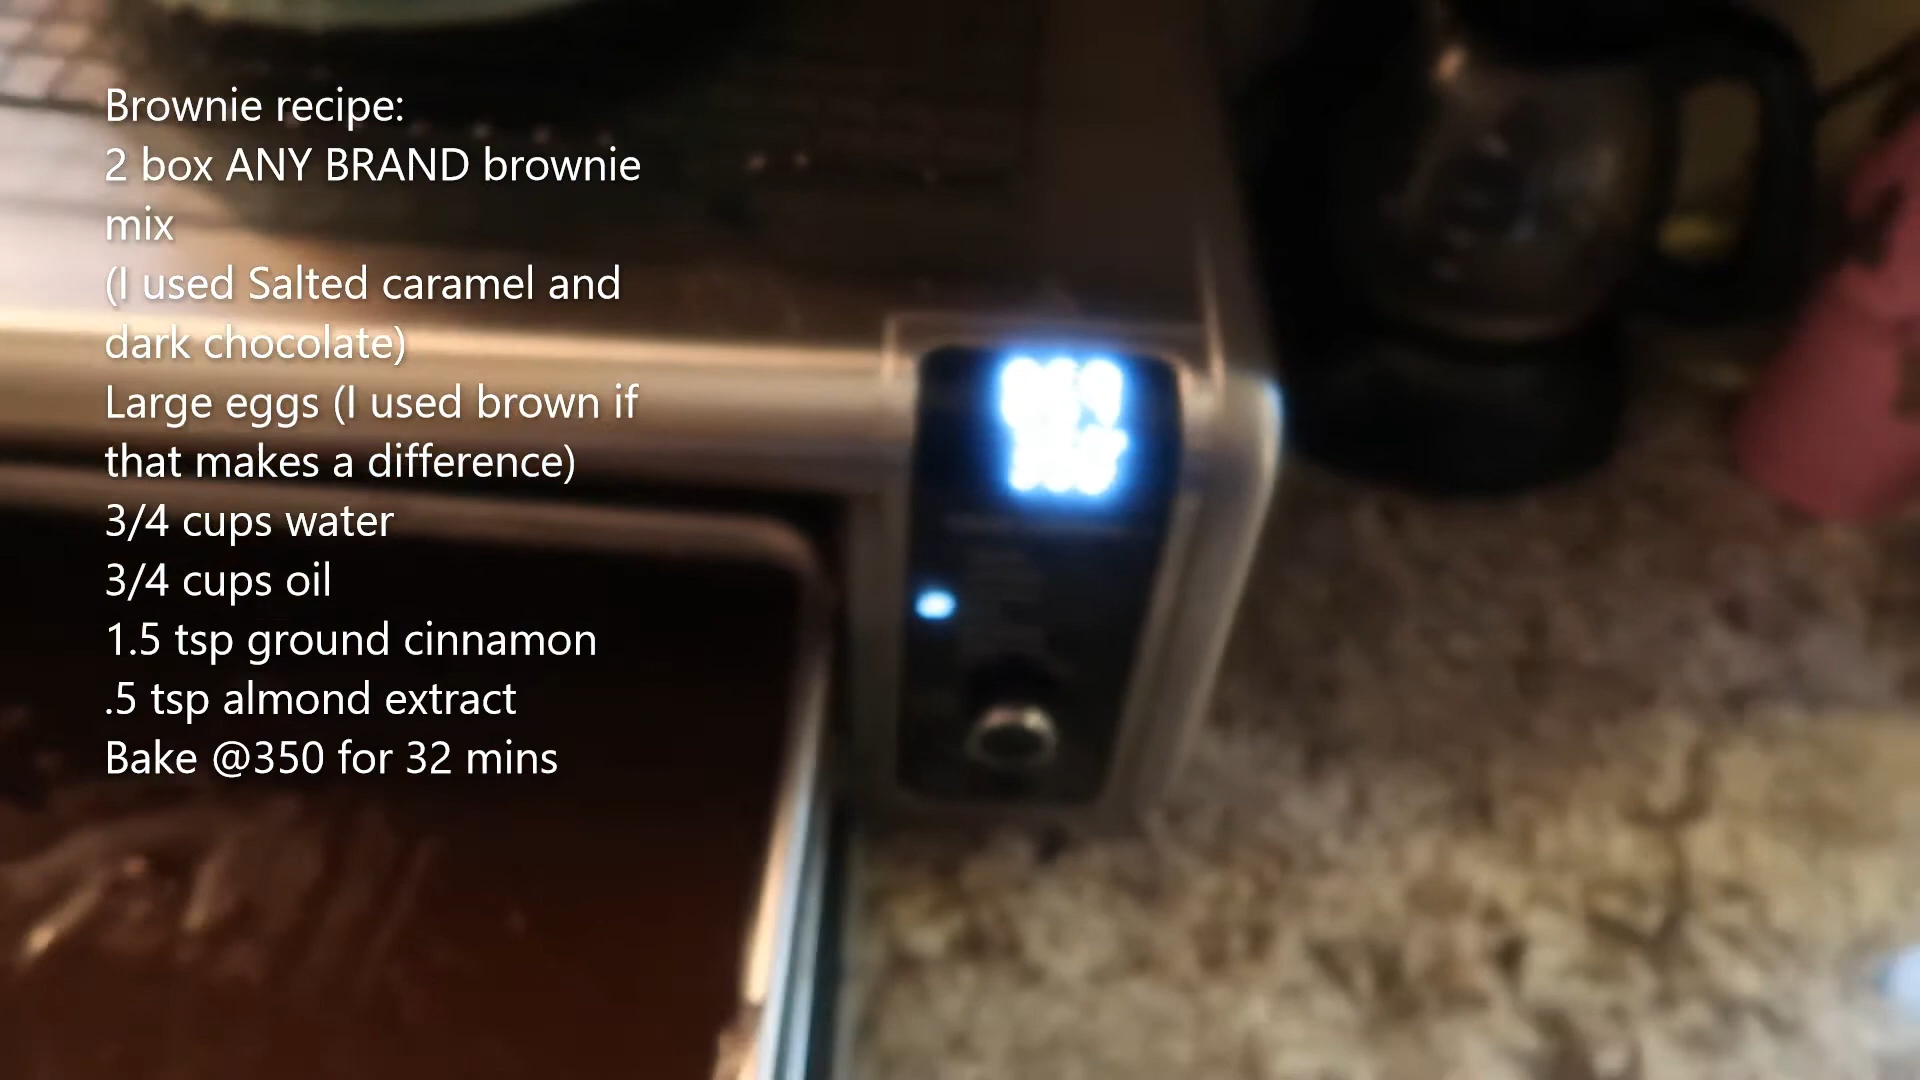 Brownie recipe:
2 box ANY BRAND brownie
mix
(I used Salted caramel and
dark chocolate)
Large eggs (I used brown if
that makes a difference)
3/4 cups water
3/4 cups oil
1.5 tsp ground cinnamon
.5 tsp almond extract
Bake @350 for 32 mins